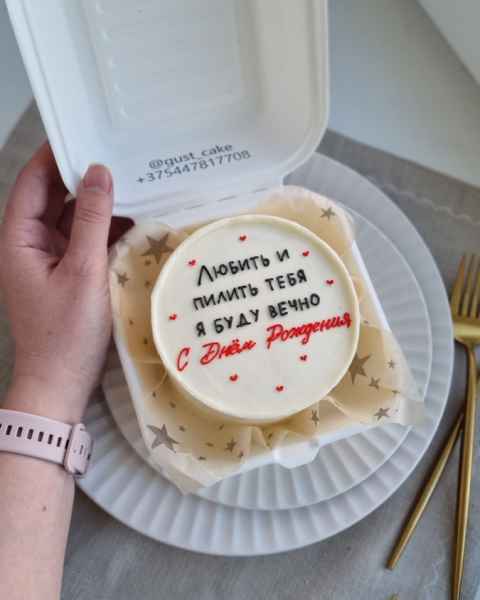 @gust_cake
+375447817708
Любить и
пилить тебя
я буду вечно
С Днём Рождения